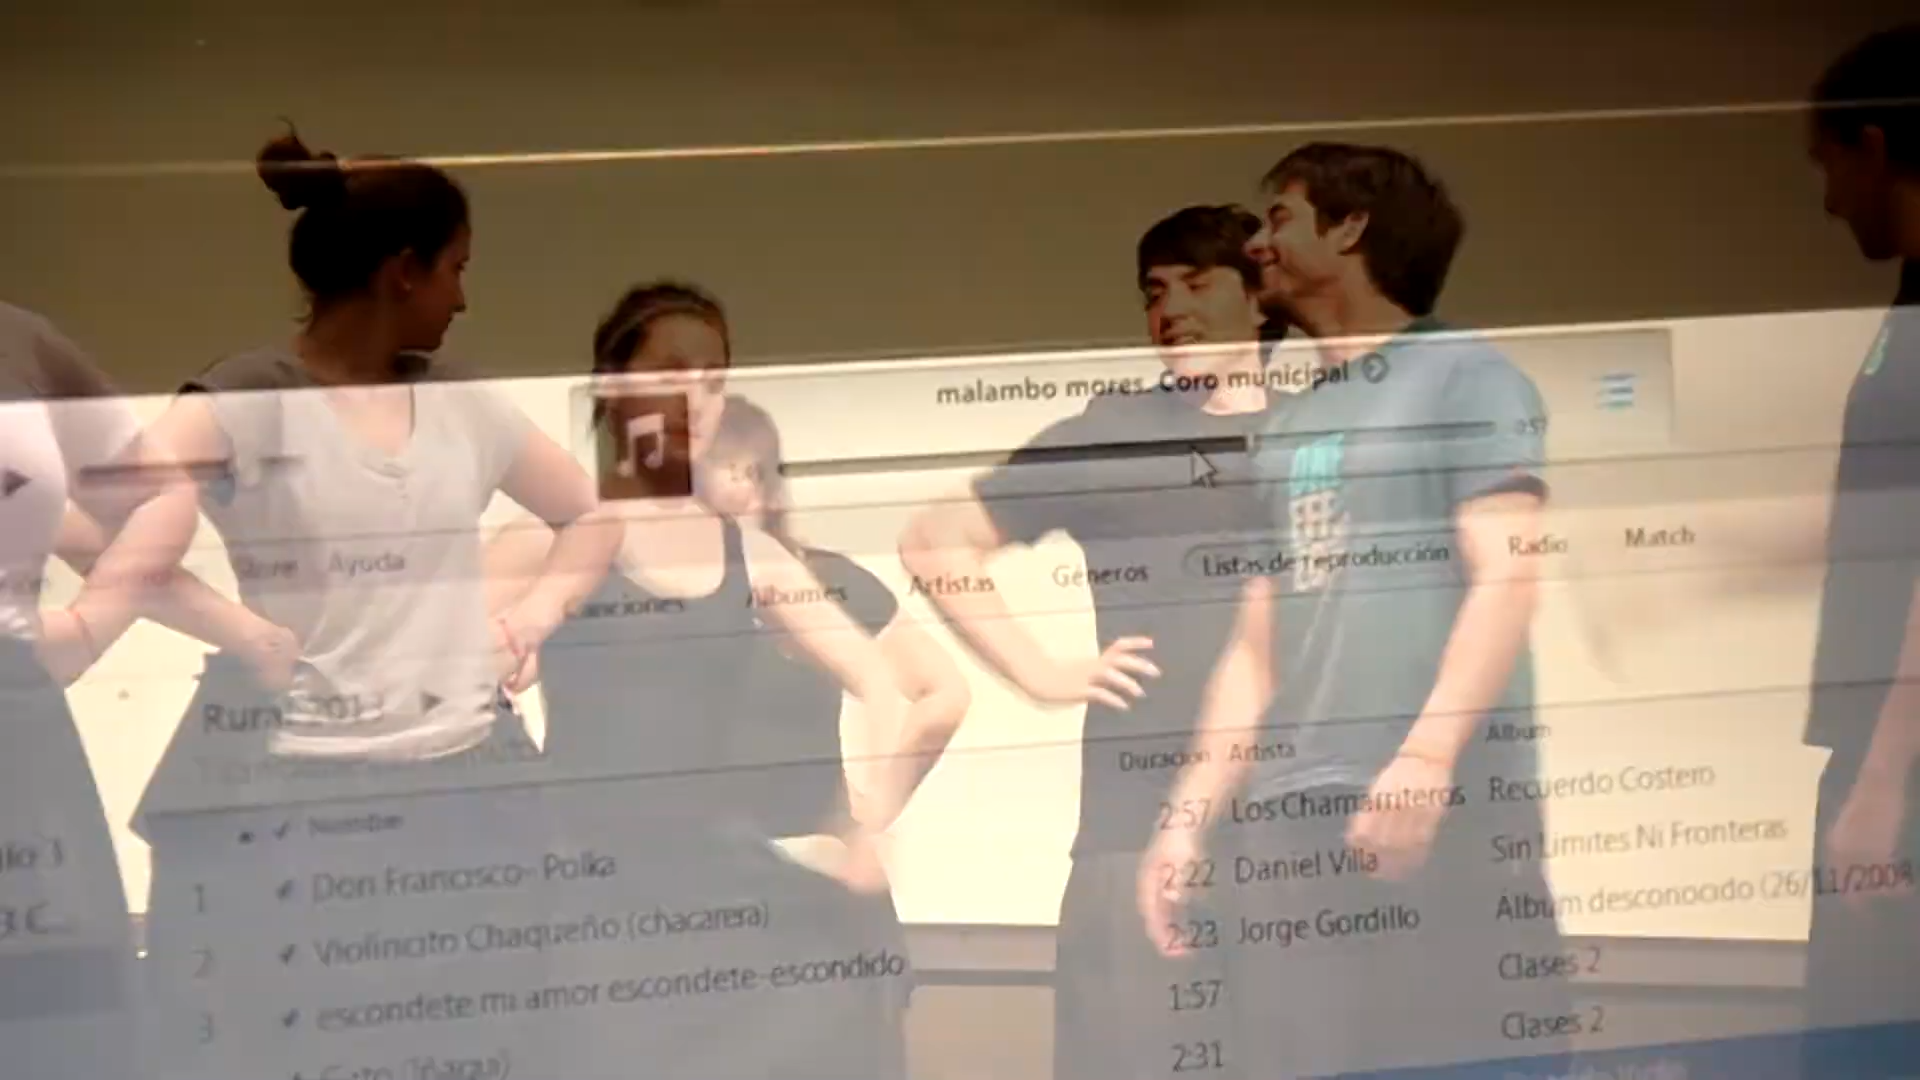 malambo mores. Coro municipal
Ayuda
Canciones Álbumes Artistas Géneros Listas de reproducción Radio Match
Rural 2013
Nombre Duración Artista Álbum
1 Don Francisco- Polka 2:57 Los Chamarriteros Recuerdo Costero
2 Violincito Chaqueño (chacarera) 2:22 Daniel Villa Sin Limites Ni Fronteras
3 escondete mi amor escondete-escondido 2:23 Jorge Gordillo Álbum desconocido (26/11/2008
1:57 Clases 2
2:31 Clases 2